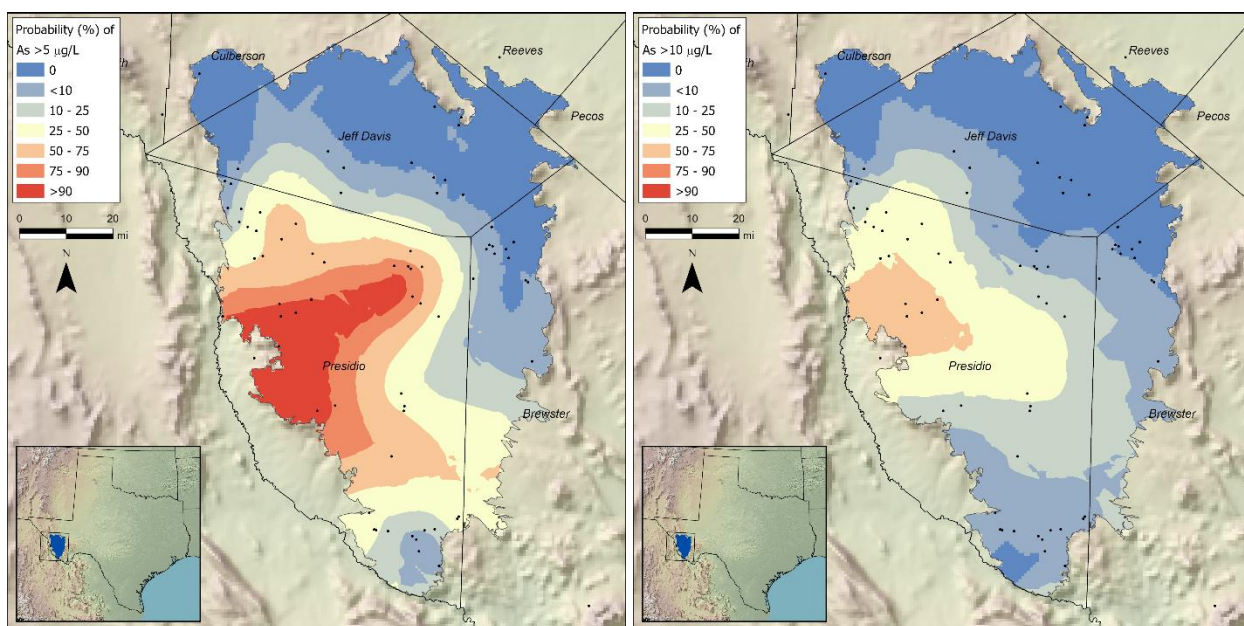 Probability (%) of
As >5 µg/L
0
<10
10 - 25
25 - 50
50 - 75
75 - 90
>90
0 10 20
mi
N
Culberson
Reeves
Jeff Davis
Pecos
Presidio
Brewster
Probability (%) of
As >10 µg/L
0
<10
10 - 25
25 - 50
50 - 75
75 - 90
>90
0 10 20
mi
N
Culberson
Reeves
Jeff Davis
Pecos
Presidio
Brewster